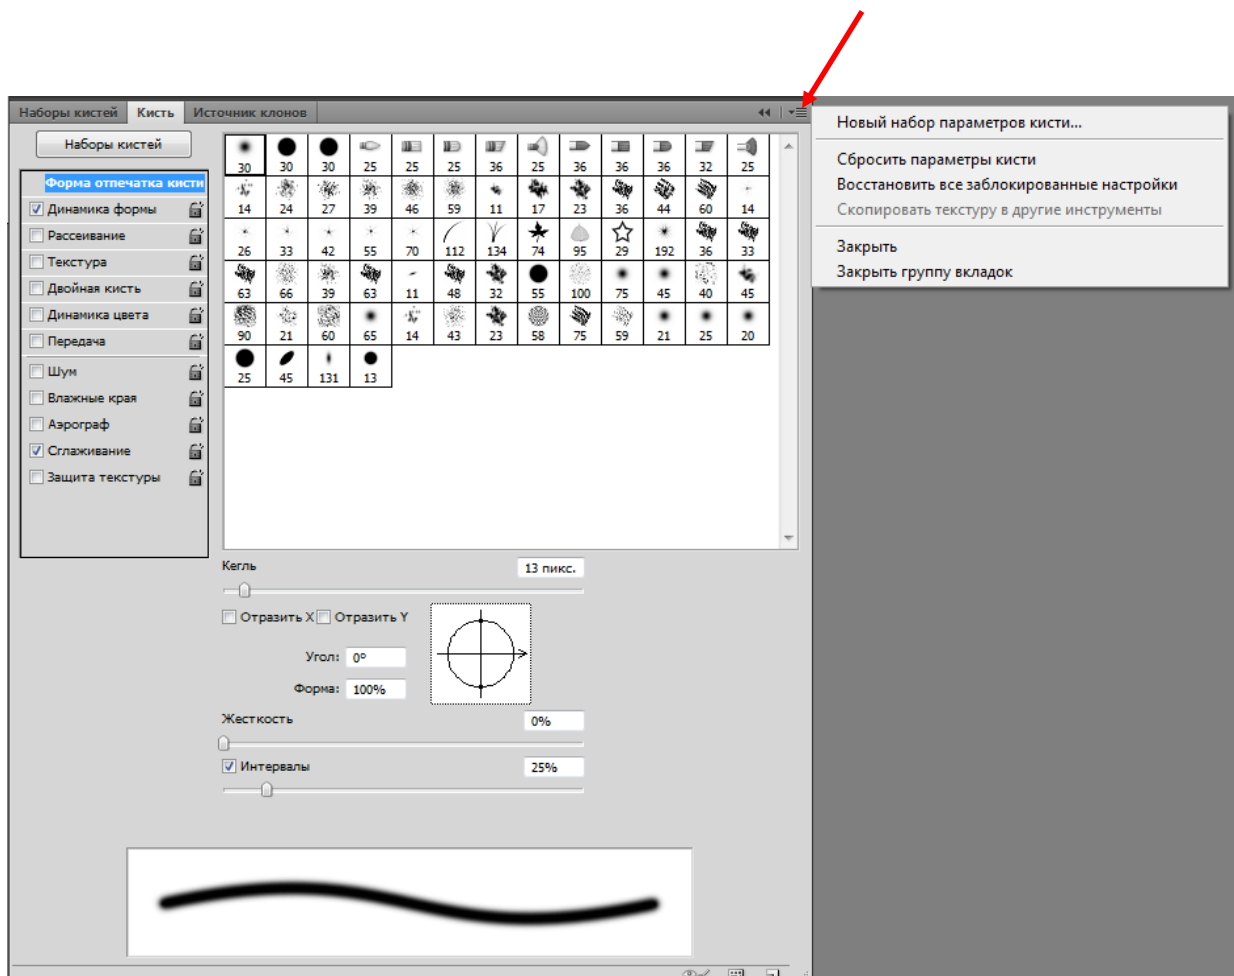 Наборы кистей Кисть Источник клонов
Наборы кистей
Форма отпечатка кисти
Динамика формы
Рассеивание
Текстура
Двойная кисть
Динамика цвета
Передача
Шум
Влажные края
Аэрограф
Сглаживание
Защита текстуры
30 30 30 25 25 25 36 25 36 36 36 32 25
14 24 27 39 46 59 11 17 23 36 44 60 14
26 33 42 55 70 112 134 74 95 29 192 36 33
63 66 39 63 11 48 32 55 100 75 45 40 45
90 21 60 65 14 43 23 58 75 59 21 25 20
25 45 131 13
Кегль 13 пикс.
Отразить X Отразить Y
Угол: 0º
Форма: 100%
Жесткость 0%
Интервалы 25%
Новый набор параметров кисти...
Сбросить параметры кисти
Восстановить все заблокированные настройки
Скопировать текстуру в другие инструменты
Закрыть
Закрыть группу вкладок